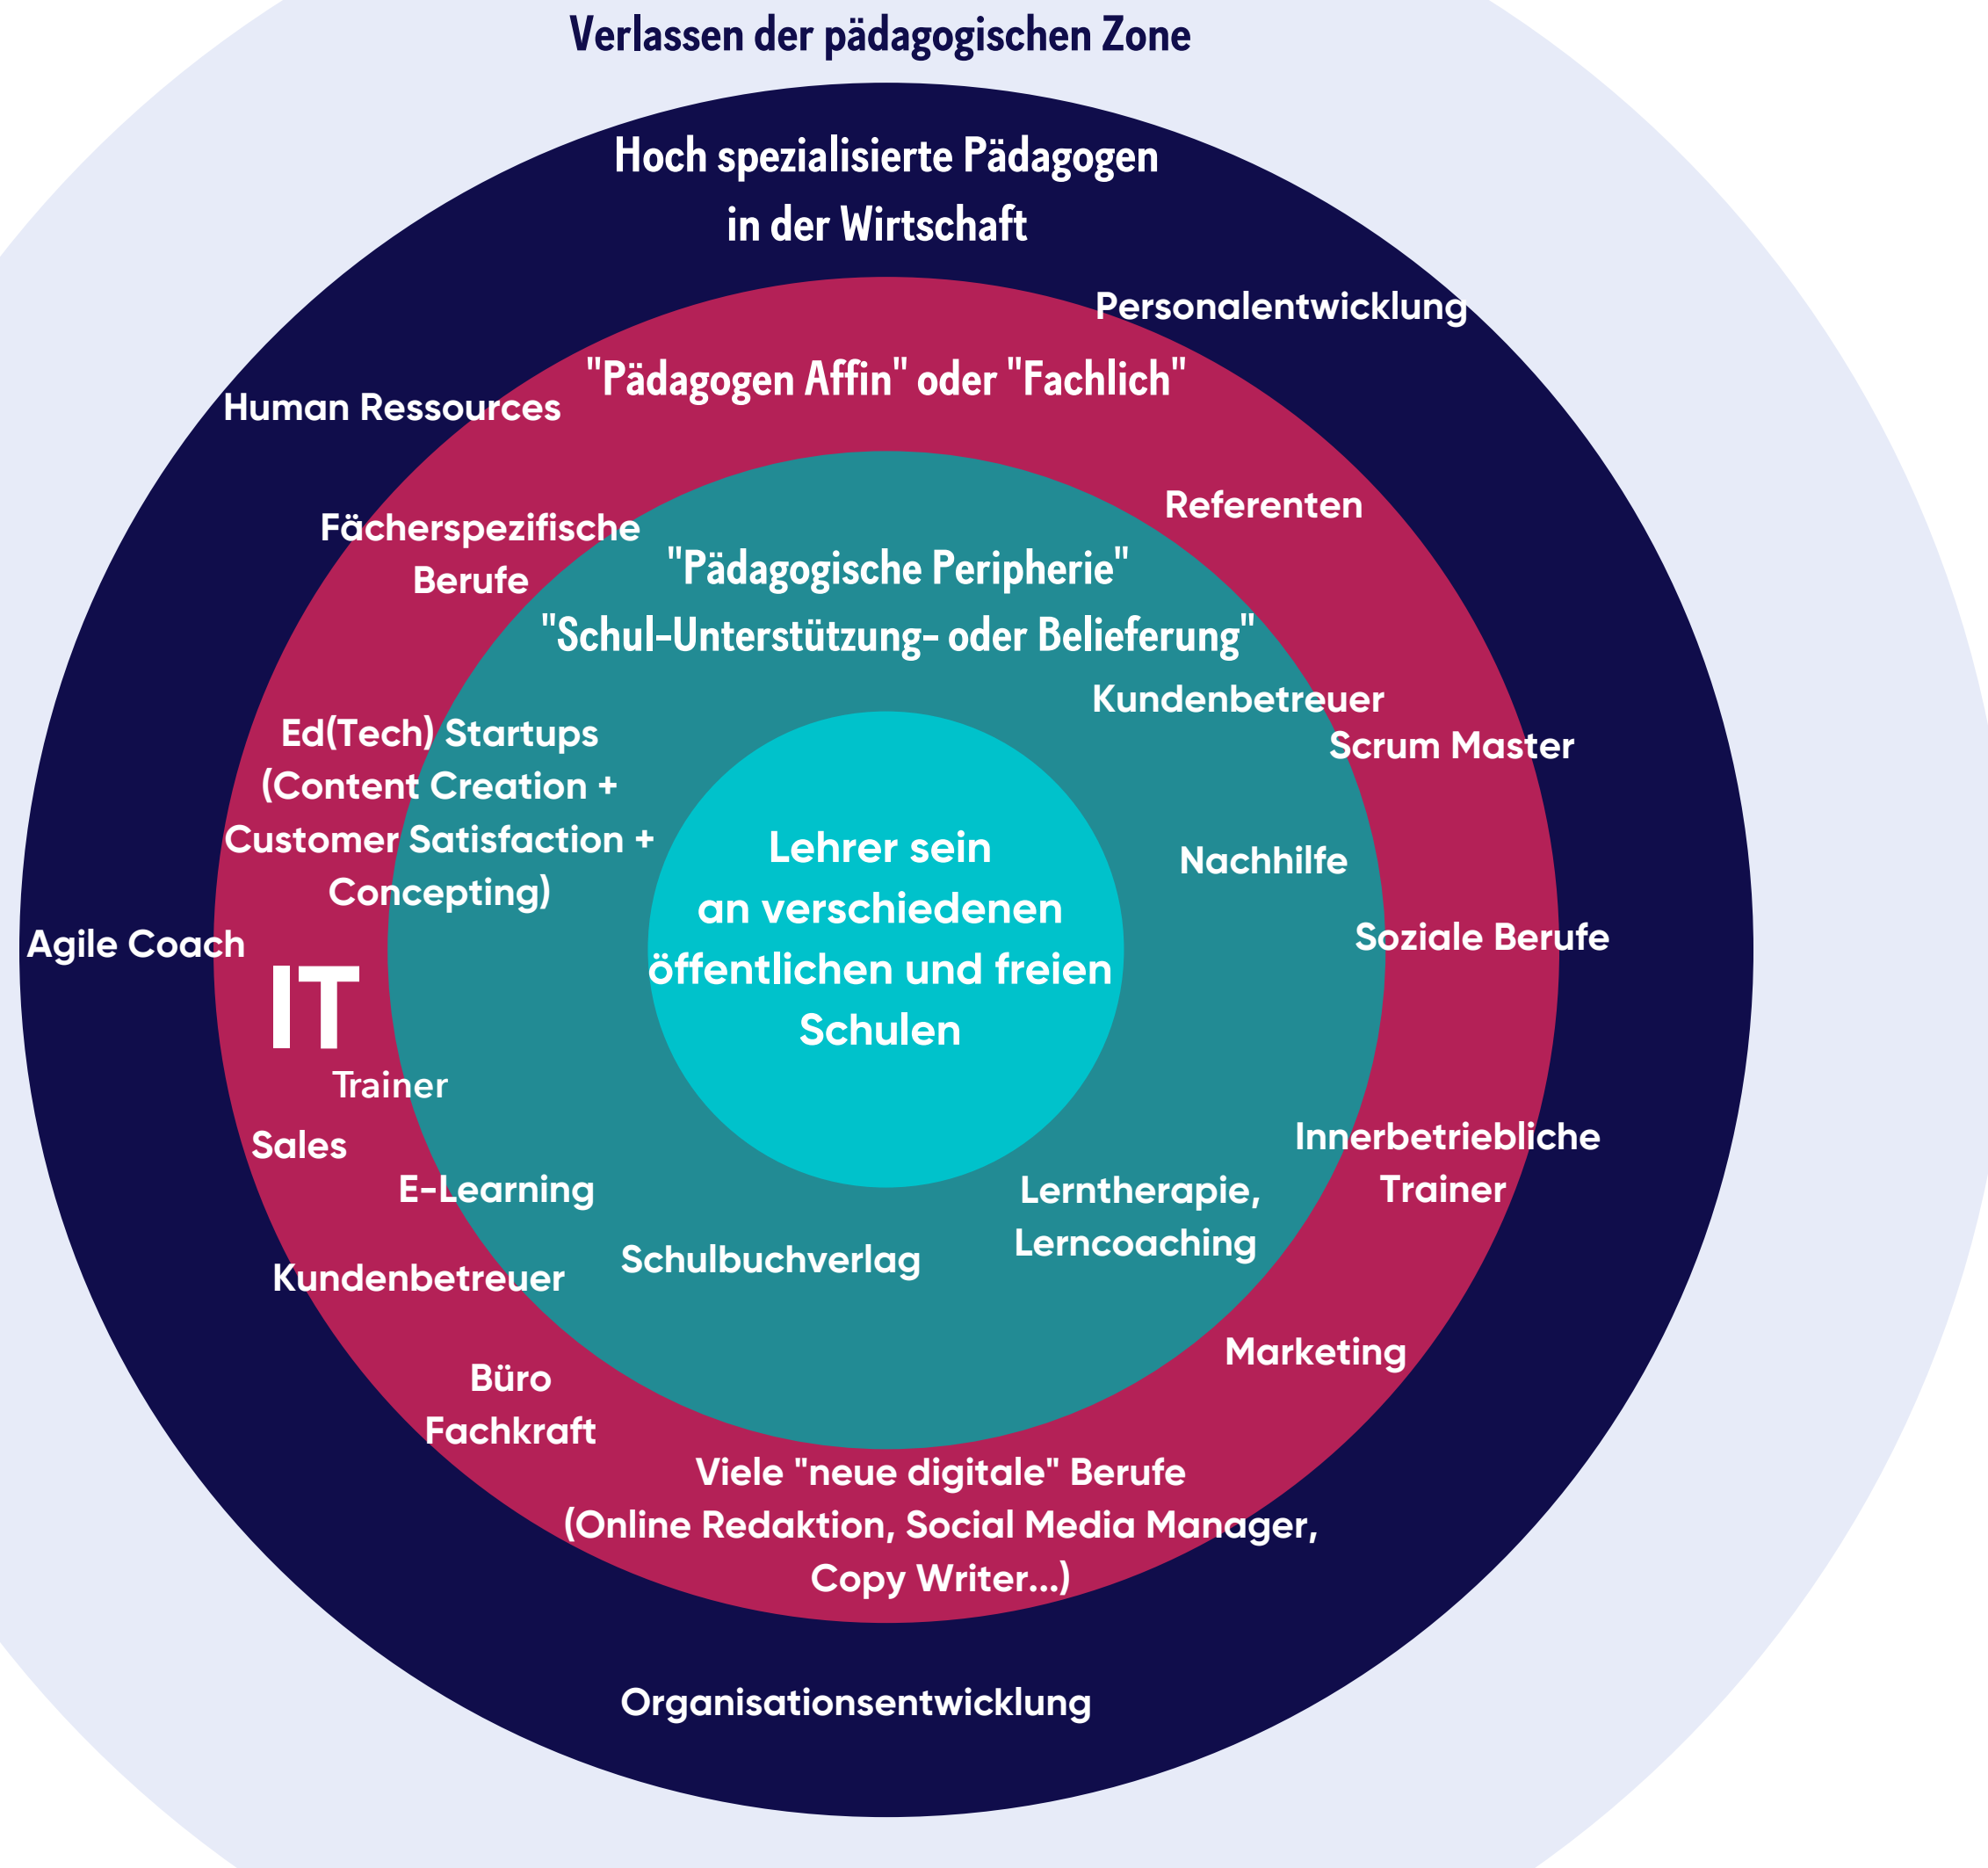 Verlassen der pädagogischen Zone
Hoch spezialisierte Pädagogen
in der Wirtschaft
Personalentwicklung
"Pädagogen Affin" oder "Fachlich"
Human Ressources
Referenten
Fächerspezifische
Berufe
"Pädagogische Peripherie"
"Schul-Unterstützung- oder Belieferung"
Kundenbetreuer
Ed(Tech) Startups
(Content Creation +
Customer Satisfaction +
Concepting)
Scrum Master
Lehrer sein
an verschiedenen
öffentlichen und freien
Schulen
Nachhilfe
Soziale Berufe
Agile Coach
IT
Trainer
Sales
Innerbetriebliche
Trainer
E-Learning
Lerntherapie,
Lerncoaching
Schulbuchverlag
Kundenbetreuer
Marketing
Büro
Fachkraft
Viele "neue digitale" Berufe
(Online Redaktion, Social Media Manager,
Copy Writer...)
Organisationsentwicklung